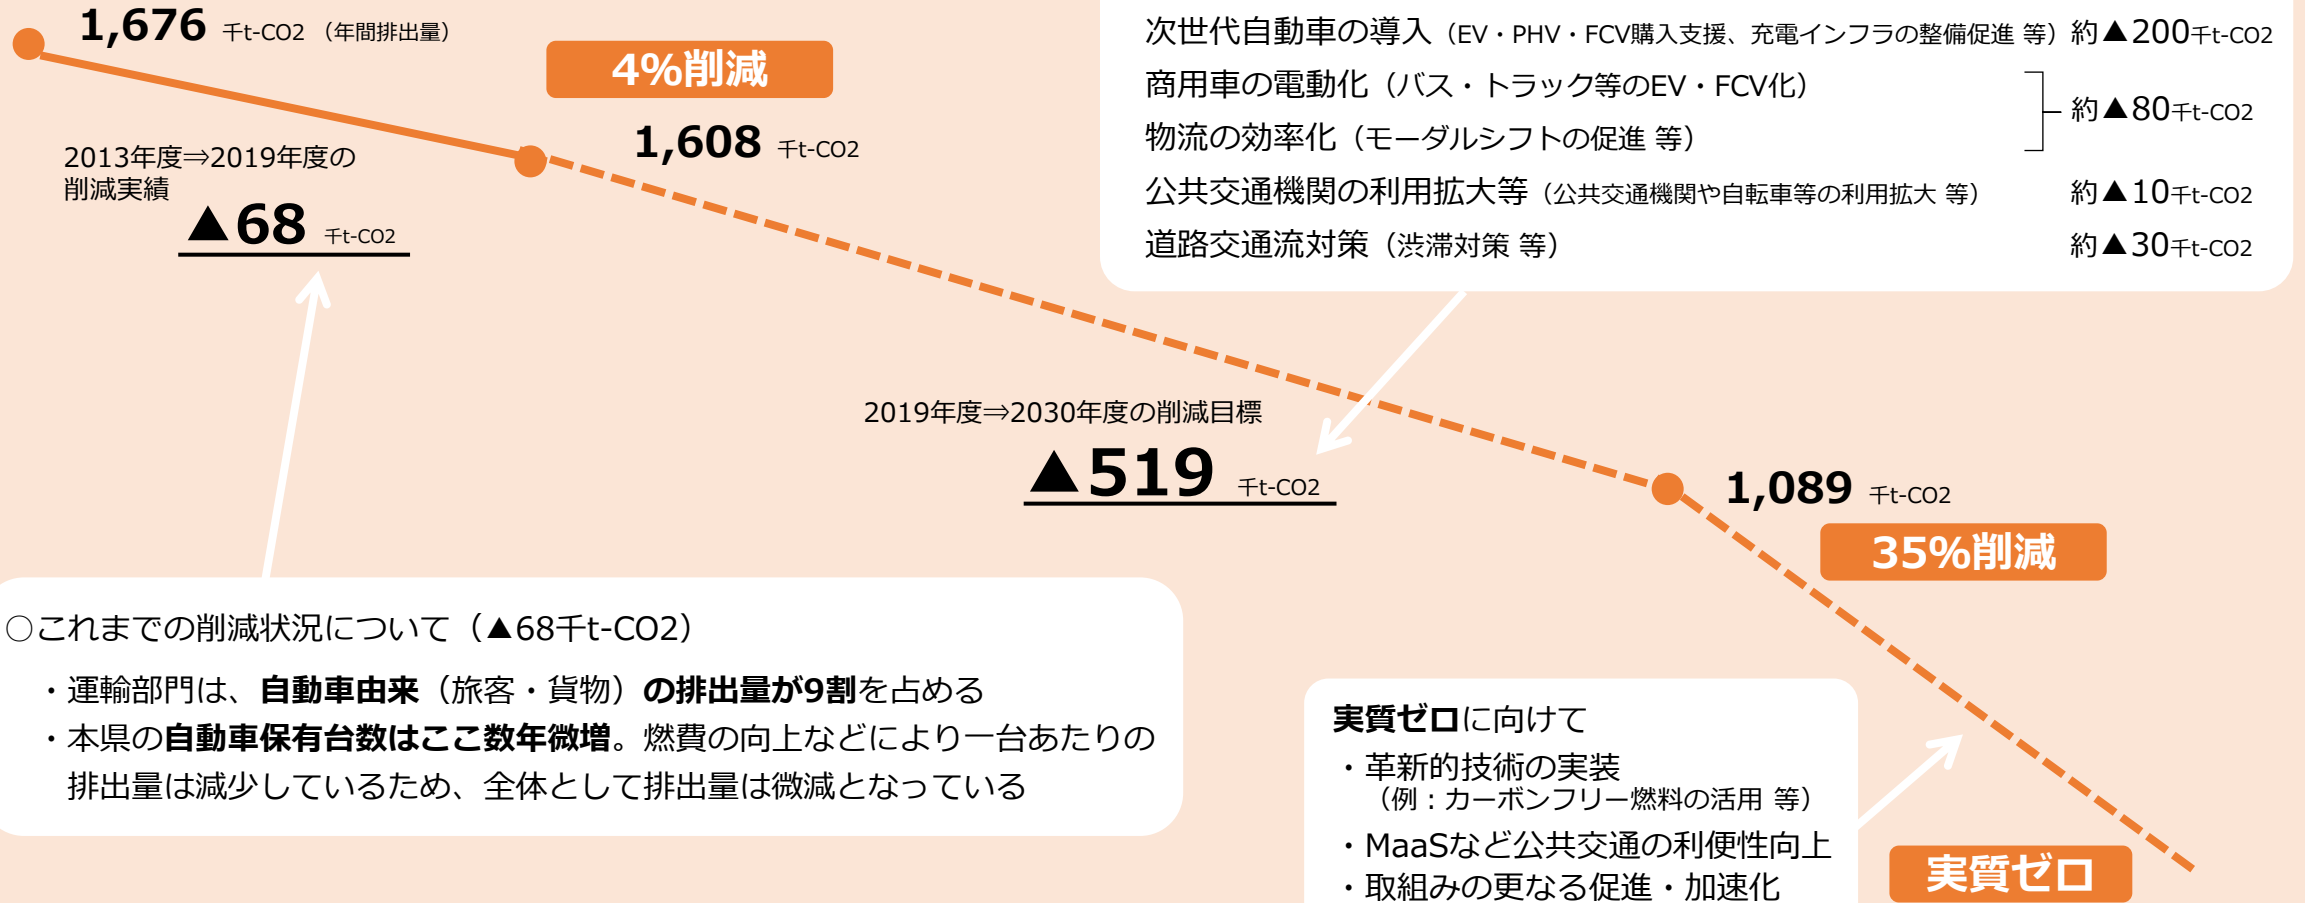 1,676 千t-CO2 （年間排出量）
4%削減
1,608 千t-CO2
2013年度⇒2019年度の
削減実績
▲68 千t-CO2
次世代自動車の導入（EV・PHV・FCV購入支援、充電インフラの整備促進 等）約▲200千t-CO2
商用車の電動化（バス・トラック等のEV・FCV化）
約▲80千t-CO2
物流の効率化（モーダルシフトの促進 等）
公共交通機関の利用拡大等（公共交通機関や自転車等の利用拡大 等） 約▲10千t-CO2
道路交通流対策（渋滞対策 等） 約▲30千t-CO2
2019年度⇒2030年度の削減目標
▲519 千t-CO2
1,089 千t-CO2
35%削減
○これまでの削減状況について（▲68千t-CO2）
・運輸部門は、自動車由来（旅客・貨物）の排出量が9割を占める
・本県の自動車保有台数はここ数年微増。燃費の向上などにより一台あたりの
排出量は減少しているため、全体として排出量は微減となっている
実質ゼロに向けて
・革新的技術の実装
（例：カーボンフリー燃料の活用 等）
・MaaSなど公共交通の利便性向上
・取組みの更なる促進・加速化
実質ゼロ